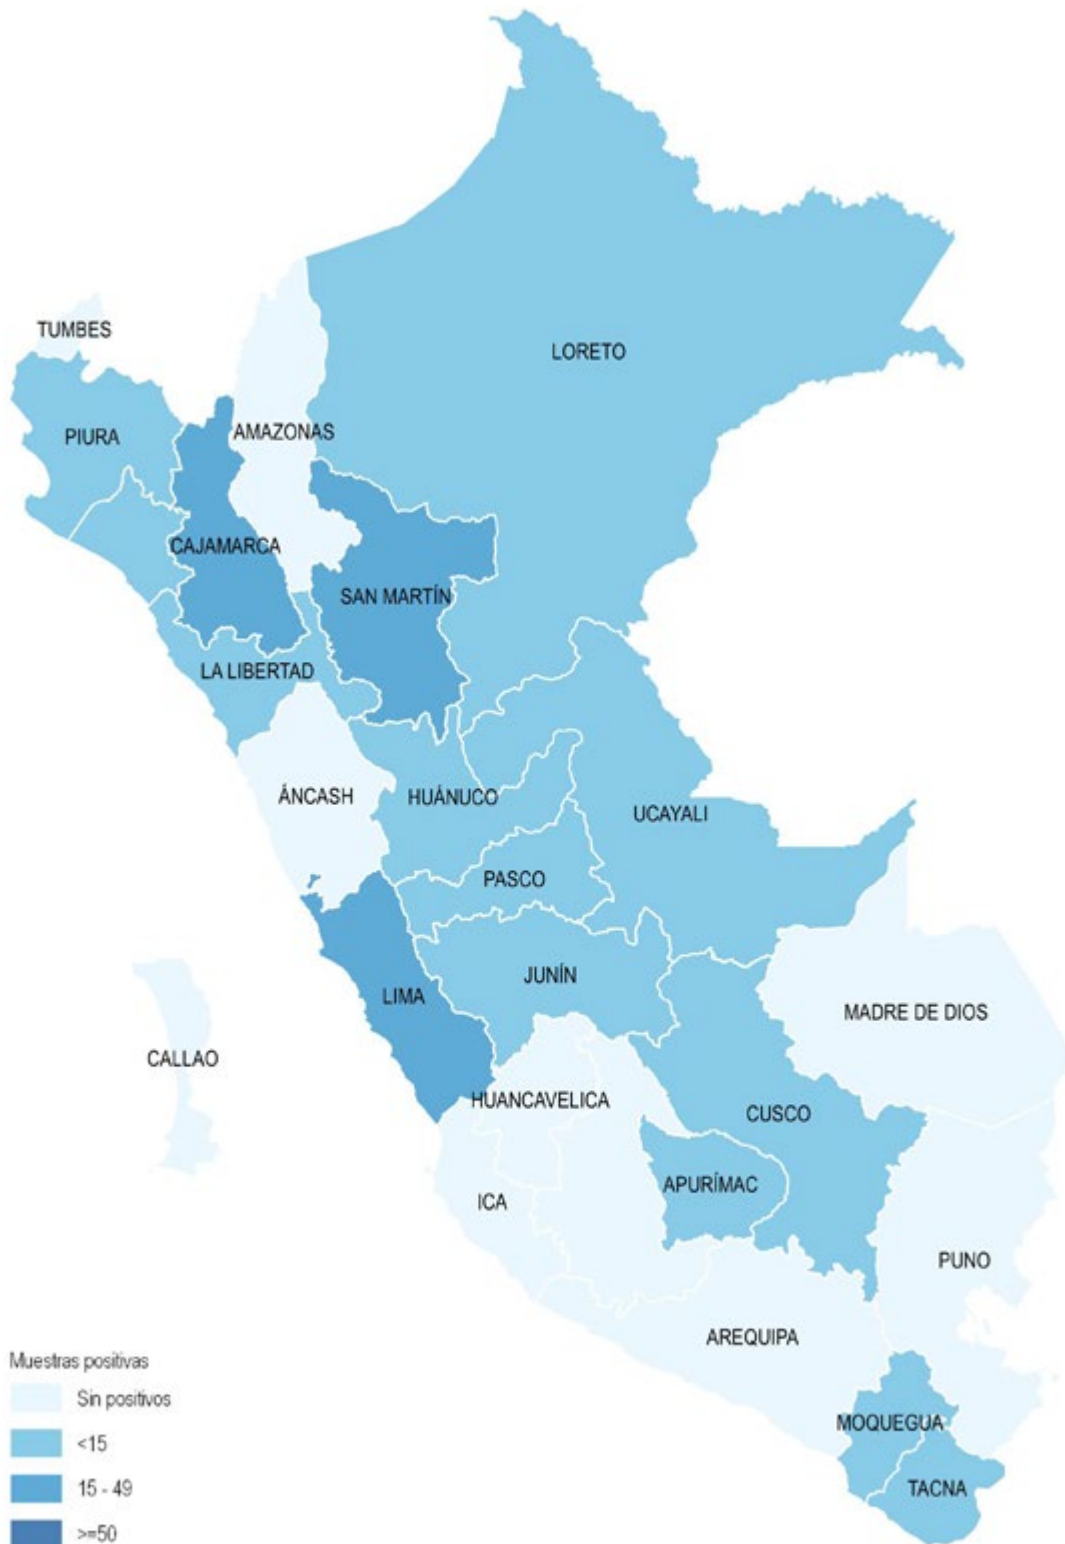 TUMBES
LORETO
PIURA
AMAZONAS
CAJAMARCA
SAN MARTÍN
LA LIBERTAD
ÁNCASH
HUÁNUCO
UCAYALI
PASCO
JUNÍN
LIMA
MADRE DE DIOS
CALLAO
HUANCAVELICA
CUSCO
APURÍMAC
ICA
PUNO
AREQUIPA
MOQUEGUA
TACNA
Muestras positivas
Sin positivos
<15
15 - 49
>=50